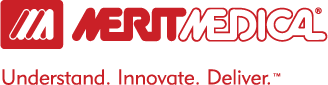 MERITMEDICAL®
Understand. Innovate. Deliver.™